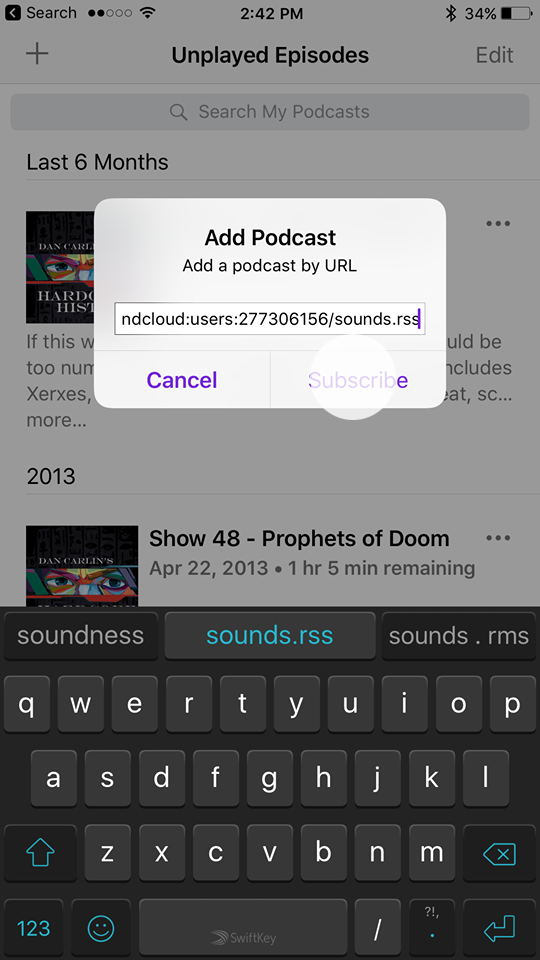 Search 2:42 PM 34%
Unplayed Episodes Edit
Search My Podcasts
Last 6 Months
DAN CARLIN
HARDC
HIST
Add Podcast
Add a podcast by URL
ndcloud:users:277306156/sounds.rss
Cancel Subscribe
If this w uld be
too num ncludes
Xerxes, eat, sc...
more...
2013
DAN CARLIN'S
Show 48 - Prophets of Doom
Apr 22, 2013 • 1 hr 5 min remaining
soundness sounds.rss sounds . rms
q w e r t y u i o p
a s d f g h j k l
z x c v b n m
123 SwiftKey / ?!, .